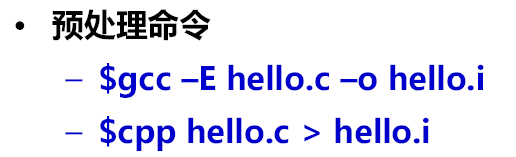 • 预处理命令
– $gcc –E hello.c –o hello.i
– $cpp hello.c > hello.i